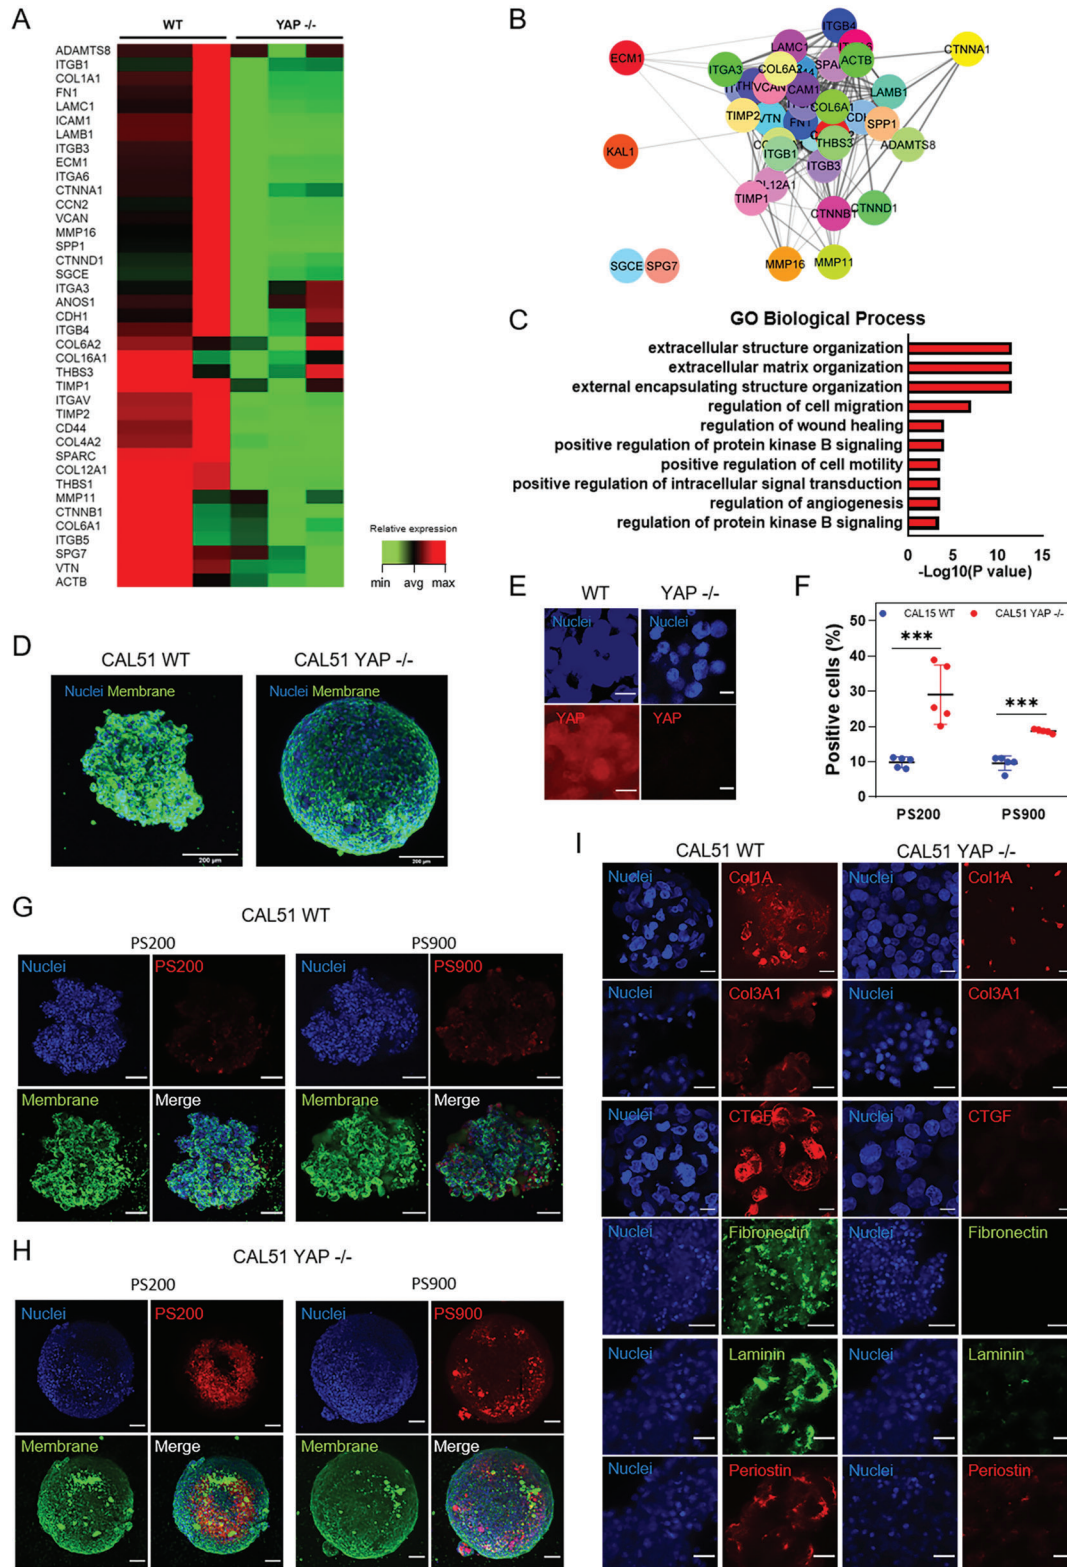 A
WT YAP -/-
ADAMTS8
ITGB1
COL1A1
FN1
LAMC1
ICAM1
LAMB1
ITGB3
ECM1
ITGA6
CTNNA1
CCN2
VCAN
MMP16
SPP1
CTNND1
SGCE
ITGA3
ANOS1
CDH1
ITGB4
COL6A2
COL16A1
THBS3
TIMP1
ITGAV
TIMP2
CD44
COL4A2
SPARC
COL12A1
THBS1
MMP11
CTNNB1
COL6A1
ITGB5
SPG7
VTN
ACTB
Relative expression
min avg max
B
ITGB4
ECM1
LAMC1
CTNNA1
ITGA3
COL6A2
ACTB
VCAN
LAMB1
TIMP2
VTN
FN1
COL6A1
SPP1
KAL1
ITGB1
THBS3
ADAMTS8
ITGB3
TIMP1
CTNNB1
CTNND1
SGCE SPG7
MMP16
MMP11
C
GO Biological Process
extracellular structure organization
extracellular matrix organization
external encapsulating structure organization
regulation of cell migration
regulation of wound healing
positive regulation of protein kinase B signaling
positive regulation of cell motility
positive regulation of intracellular signal transduction
regulation of angiogenesis
regulation of protein kinase B signaling
0 5 10 15
-Log10(P value)
D
CAL51 WT CAL51 YAP -/-
Nuclei Membrane Nuclei Membrane
200 µm 200 µm
E
WT YAP -/-
Nuclei Nuclei
YAP YAP
F
CAL15 WT CAL51 YAP -/-
Positive cells (%)
50
40
30
20
10
0
*** ***
PS200 PS900
G
CAL51 WT
PS200 PS900
Nuclei PS200 Nuclei PS900
Membrane Merge Membrane Merge
H
CAL51 YAP -/-
PS200 PS900
Nuclei PS200 Nuclei PS900
Membrane Merge Membrane Merge
I
CAL51 WT CAL51 YAP -/-
Nuclei Col1A Nuclei Col1A
Nuclei Col3A1 Nuclei Col3A1
Nuclei CTGF Nuclei CTGF
Nuclei Fibronectin Nuclei Fibronectin
Nuclei Laminin Nuclei Laminin
Nuclei Periostin Nuclei Periostin